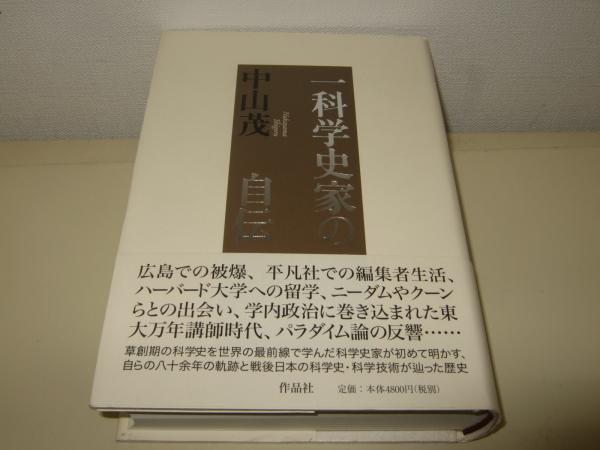 一科学史家の
自伝
中山茂
Nakayama
Shigeru
広島での被爆、平凡社での編集者生活、
ハーバード大学への留学、ニーダムやクーン
らとの出会い、学内政治に巻き込まれた東
大万年講師時代、パラダイム論の反響……
草創期の科学史を世界の最前線で学んだ科学史家が初めて明かす、
自らの八十余年の軌跡と戦後日本の科学史・科学技術が辿った歴史
作品社 定価：本体4800円(税別)